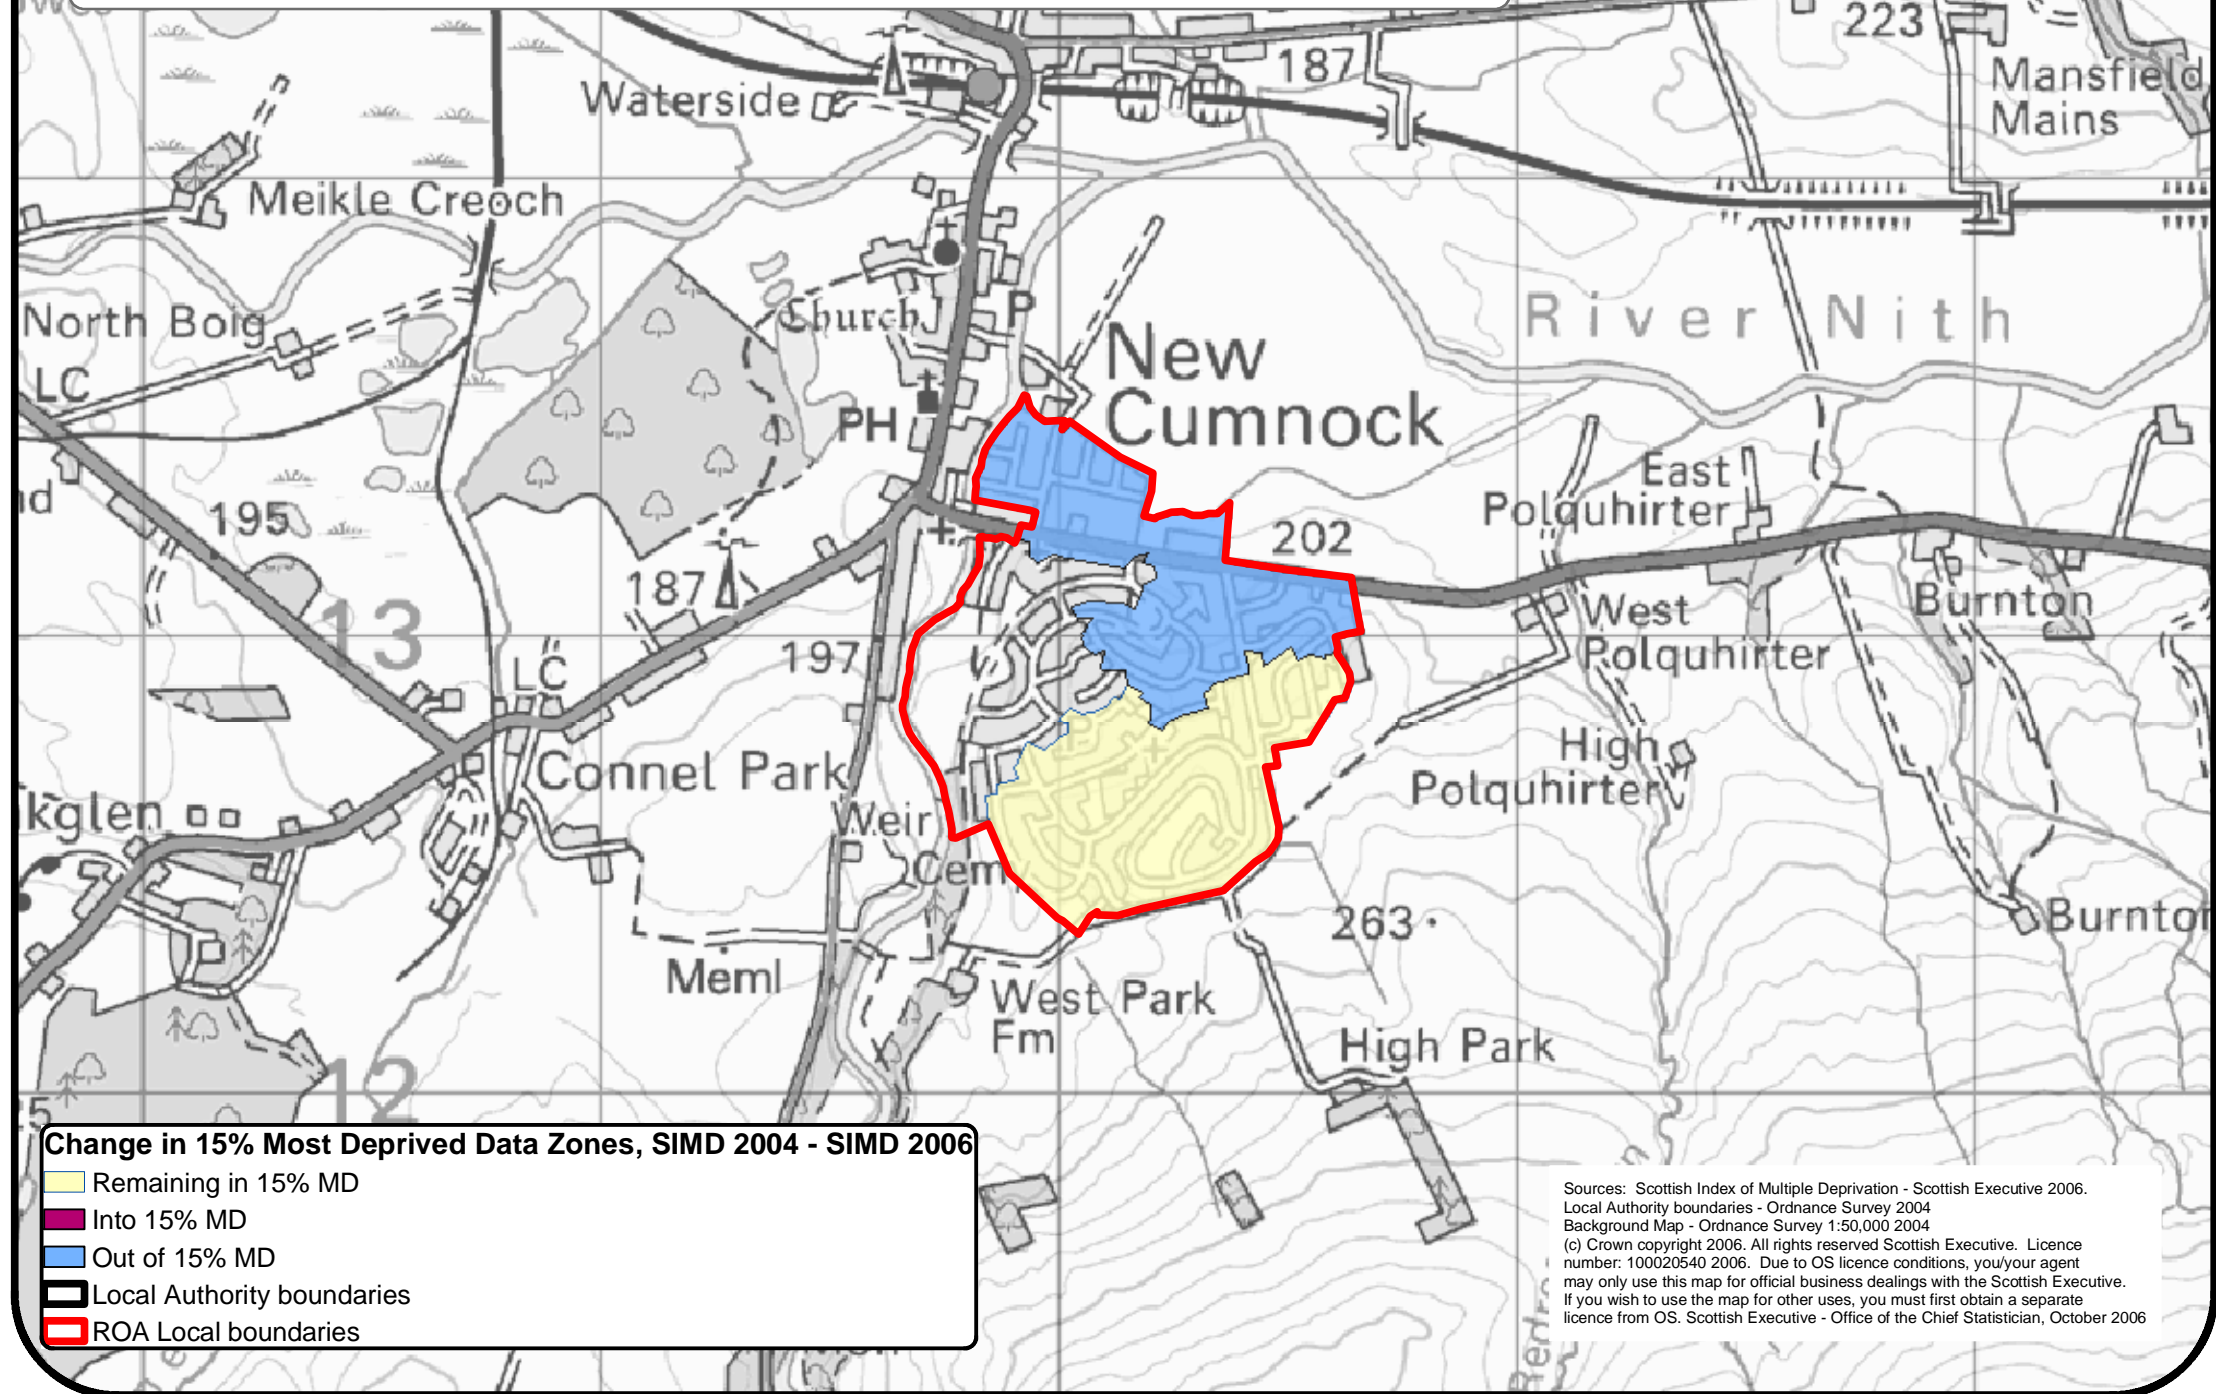 223
187
Mansfield
Mains
Waterside
Meikle Creoch
North Boig
Church
P
New
Cumnock
River Nith
LC
PH
195
187
202
East
Polquhirter
13
197
West
Polquhirter
Burnton
LC
Connel Park
High
Polquhirter
Weir
Cemy
263
Meml
West Park
Fm
High Park
12
Change in 15% Most Deprived Data Zones, SIMD 2004 - SIMD 2006
Remaining in 15% MD
Into 15% MD
Out of 15% MD
Local Authority boundaries
ROA Local boundaries
Sources: Scottish Index of Multiple Deprivation - Scottish Executive 2006.
Local Authority boundaries - Ordnance Survey 2004
Background Map - Ordnance Survey 1:50,000 2004
(c) Crown copyright 2006. All rights reserved Scottish Executive. Licence
number: 100020540 2006. Due to OS licence conditions, you/your agent
may only use this map for official business dealings with the Scottish Executive.
If you wish to use the map for other uses, you must first obtain a separate
licence from OS. Scottish Executive - Office of the Chief Statistician, October 2006